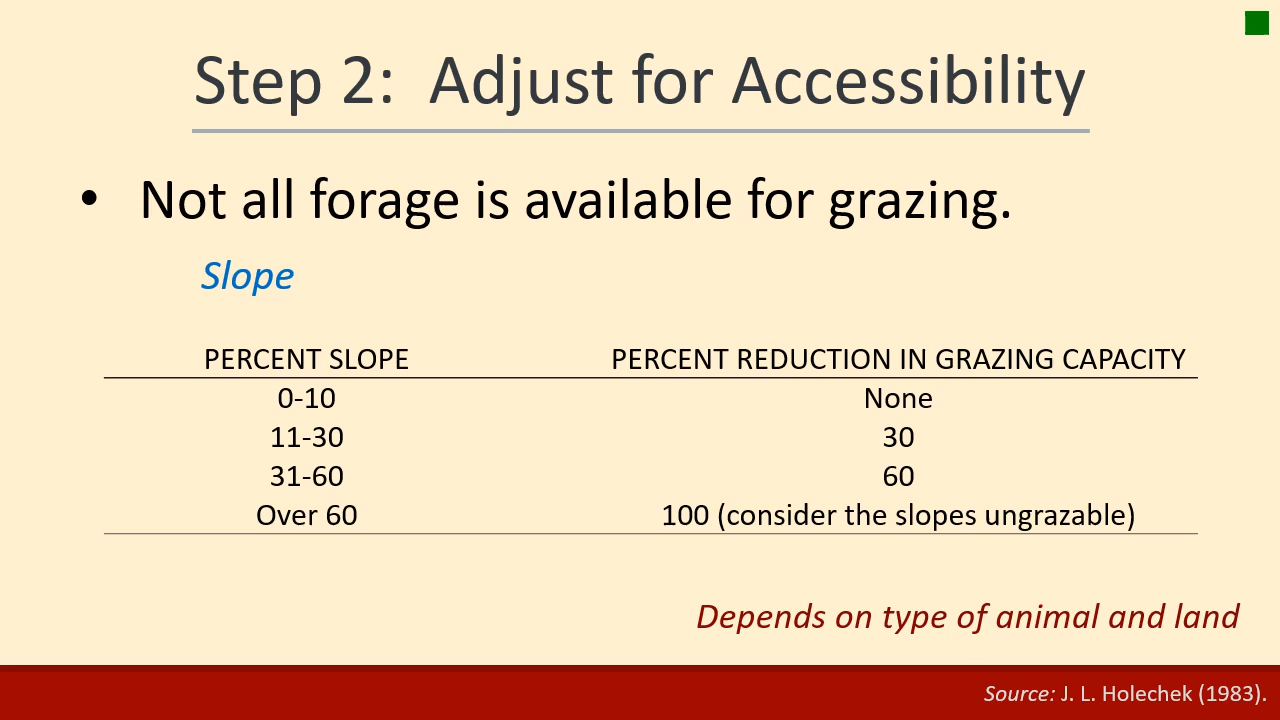 Step 2:  Adjust for Accessibility
• Not all forage is available for grazing.
Slope
PERCENT SLOPE PERCENT REDUCTION IN GRAZING CAPACITY
0-10 None
11-30 30
31-60 60
Over 60 100 (consider the slopes ungrazable)
Depends on type of animal and land
Source: J. L. Holechek (1983).